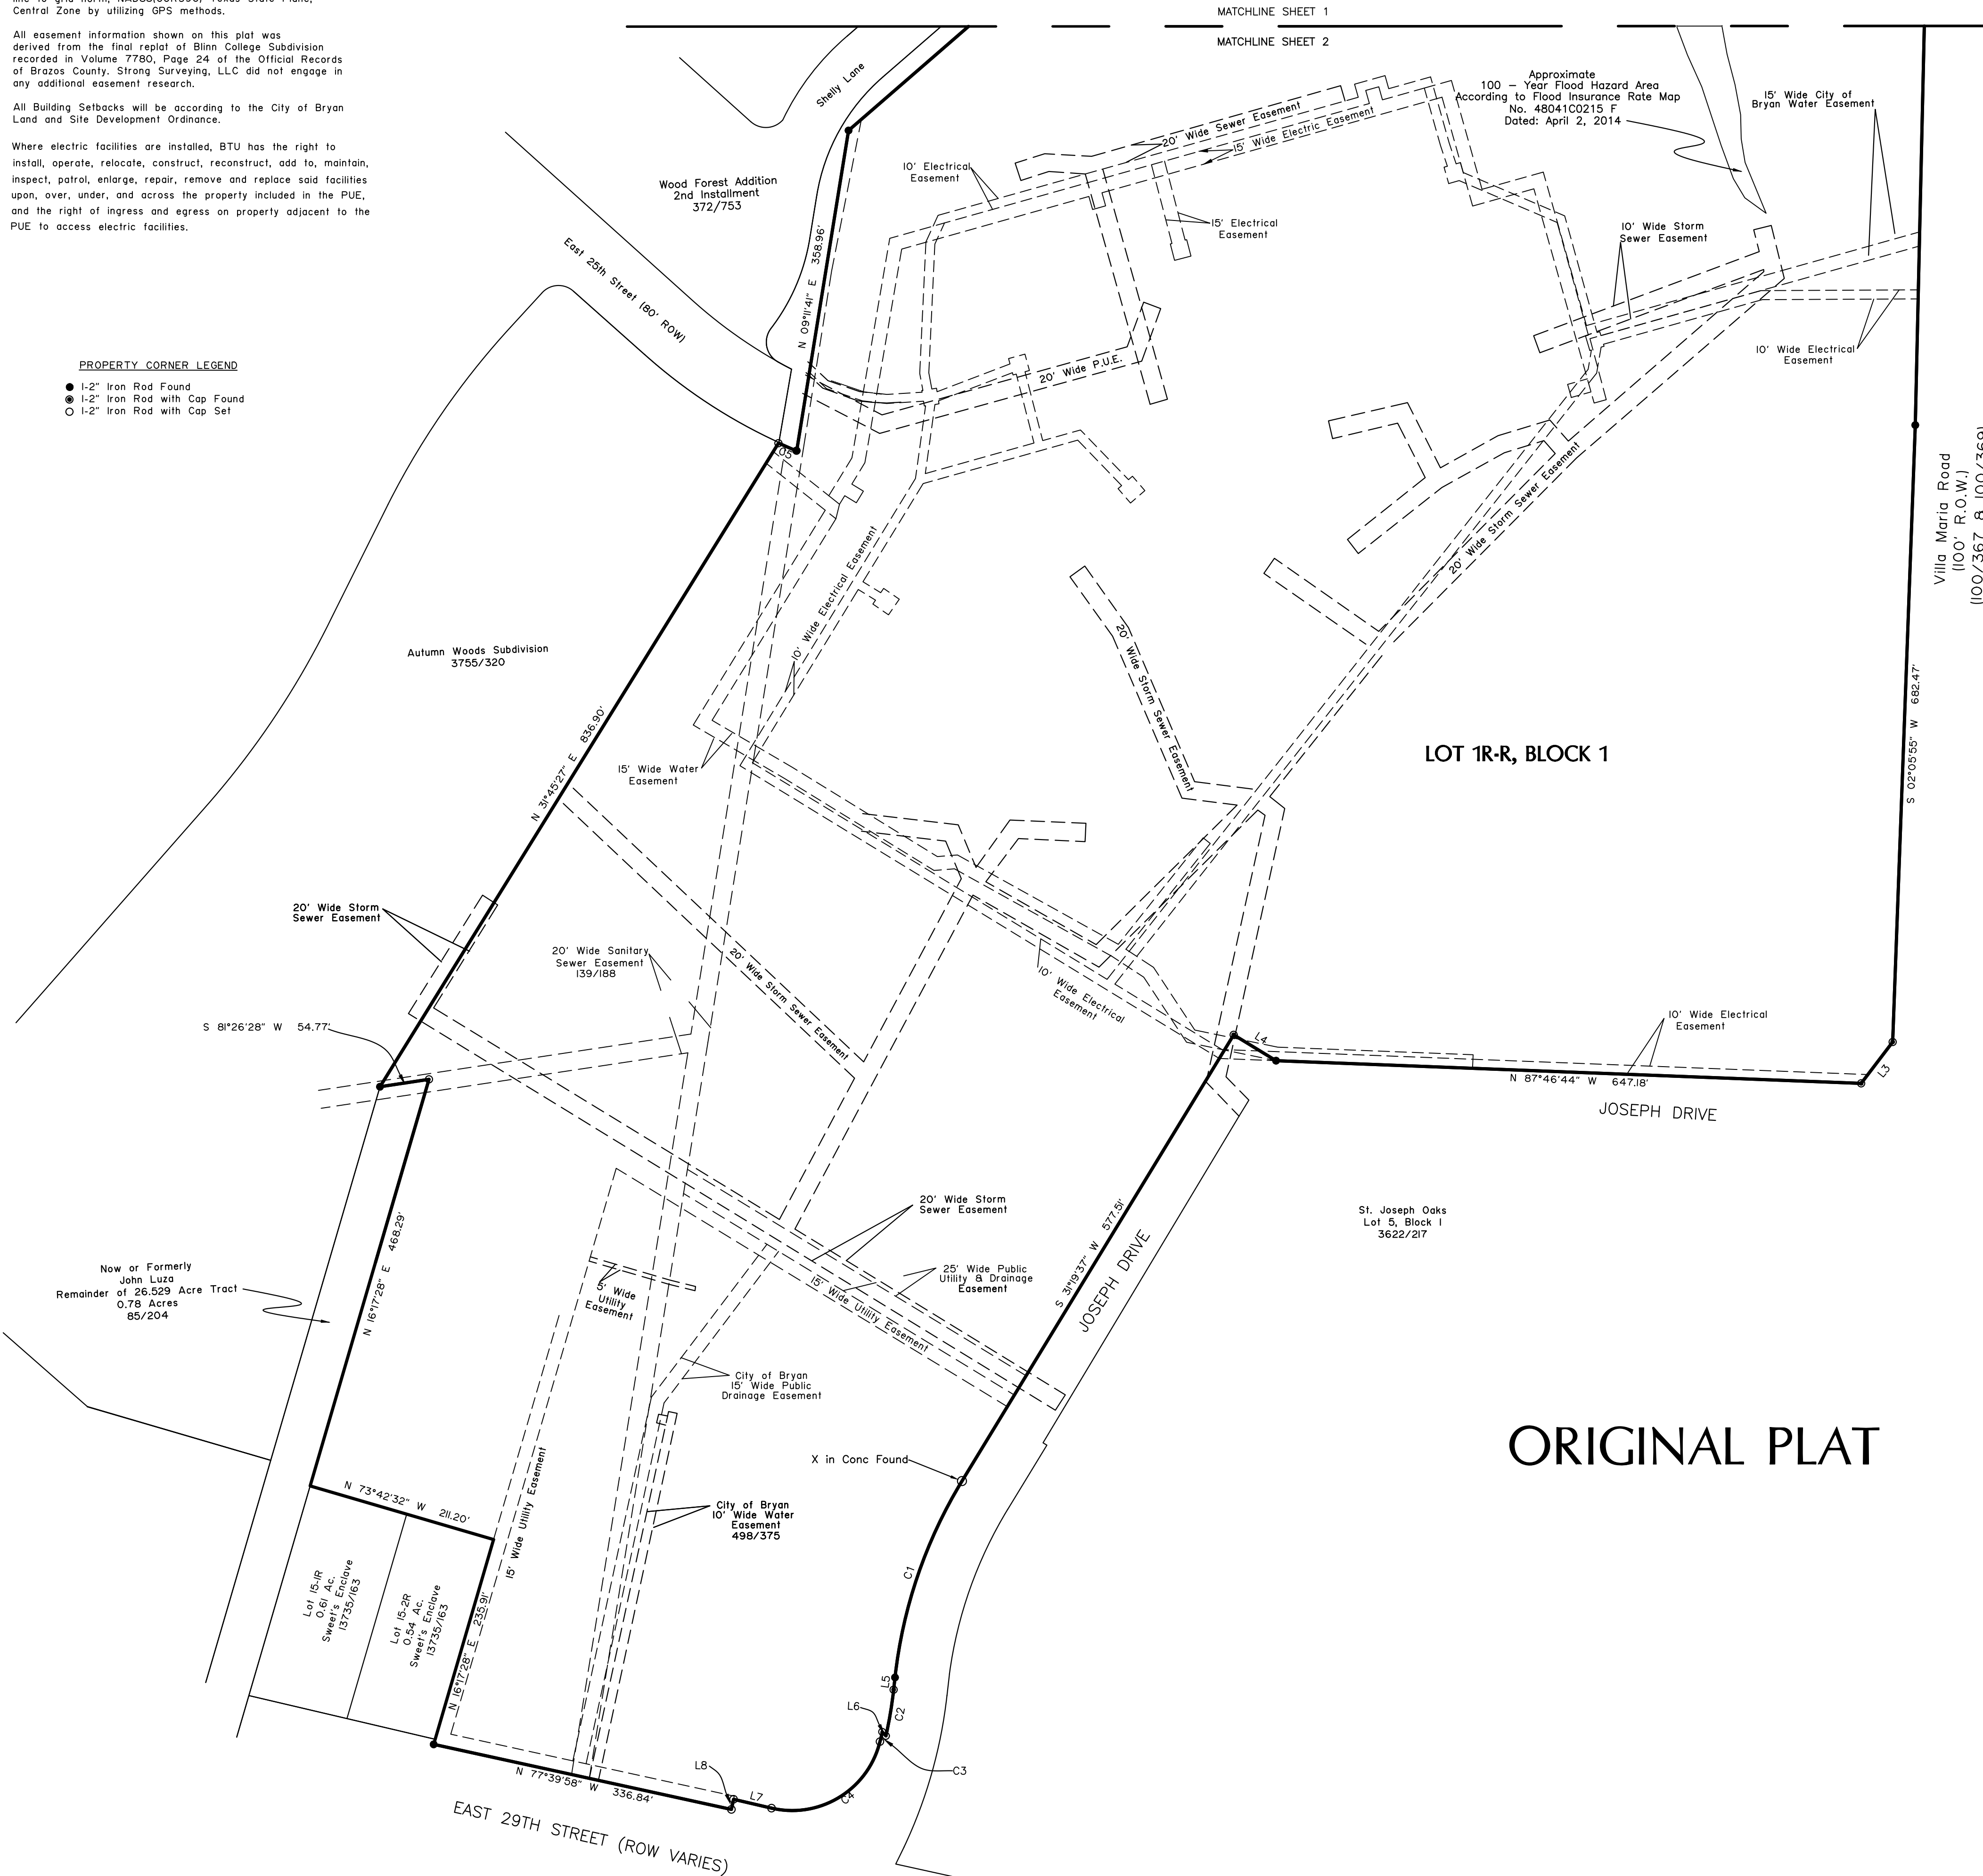 Central Zone by utilizing GPS methods.
All easement information shown on this plat was
derived from the final replat of Blinn College Subdivision
recorded in Volume 7780, Page 24 of the Official Records
of Brazos County. Strong Surveying, LLC did not engage in
any additional easement research.
All Building Setbacks will be according to the City of Bryan
Land and Site Development Ordinance.
Where electric facilities are installed, BTU has the right to
install, operate, relocate, construct, reconstruct, add to, maintain,
inspect, patrol, enlarge, repair, remove and replace said facilities
upon, over, under, and across the property included in the PUE,
and the right of ingress and egress on property adjacent to the
PUE to access electric facilities.
PROPERTY CORNER LEGEND
1-2" Iron Rod Found
1-2" Iron Rod with Cap Found
1-2" Iron Rod with Cap Set
MATCHLINE SHEET 1
MATCHLINE SHEET 2
Shelly Lane
Wood Forest Addition
2nd Installment
372/753
East 25th Street (80' ROW)
N 09°11'41" E 358.96'
10' Electrical
Easement
20' Wide Sewer Easement
15' Wide Electric Easement
15' Electrical
Easement
Approximate
100 - Year Flood Hazard Area
According to Flood Insurance Rate Map
No. 48041C0215 F
Dated: April 2, 2014
15' Wide City of
Bryan Water Easement
10' Wide Storm
Sewer Easement
10' Wide Electrical
Easement
20' Wide P.U.E.
Villa Maria Road
(100' R.O.W.)
(100/367 & 100/369)
S 02°05'55" W 682.47'
20' Wide Storm Sewer Easement
10' Wide Electrical Easement
20' Wide Storm Sewer Easement
Autumn Woods Subdivision
3755/320
N 31°45'27" E 836.90'
15' Wide Water
Easement
LOT 1R-R, BLOCK 1
20' Wide Storm
Sewer Easement
20' Wide Sanitary
Sewer Easement
139/188
20' Wide Storm Sewer Easement
10' Wide Electrical
Easement
S 81°26'28" W 54.77'
L4
10' Wide Electrical
Easement
N 87°46'44" W 647.18'
L3
JOSEPH DRIVE
20' Wide Storm
Sewer Easement
25' Wide Public
Utility & Drainage
Easement
15' Wide Utility Easement
5' Wide
Utility
Easement
S 31°19'37" W 577.51'
JOSEPH DRIVE
St. Joseph Oaks
Lot 5, Block 1
3622/217
Now or Formerly
John Luza
Remainder of 26.529 Acre Tract
0.78 Acres
85/204
N 16°17'28" E 468.29'
City of Bryan
15' Wide Public
Drainage Easement
X in Conc Found
ORIGINAL PLAT
N 73°42'32" W 211.20'
15' Wide Utility Easement
City of Bryan
10' Wide Water
Easement
498/375
C1
Lot 15-1R
0.61 Ac.
Sweet's Enclave
13735/163
Lot 15-2R
0.54 Ac.
Sweet's Enclave
13735/163
N 16°17'28" E 235.91'
L5
L6
C2
C3
L8
L7
C4
N 77°39'58" W 336.84'
EAST 29TH STREET (ROW VARIES)